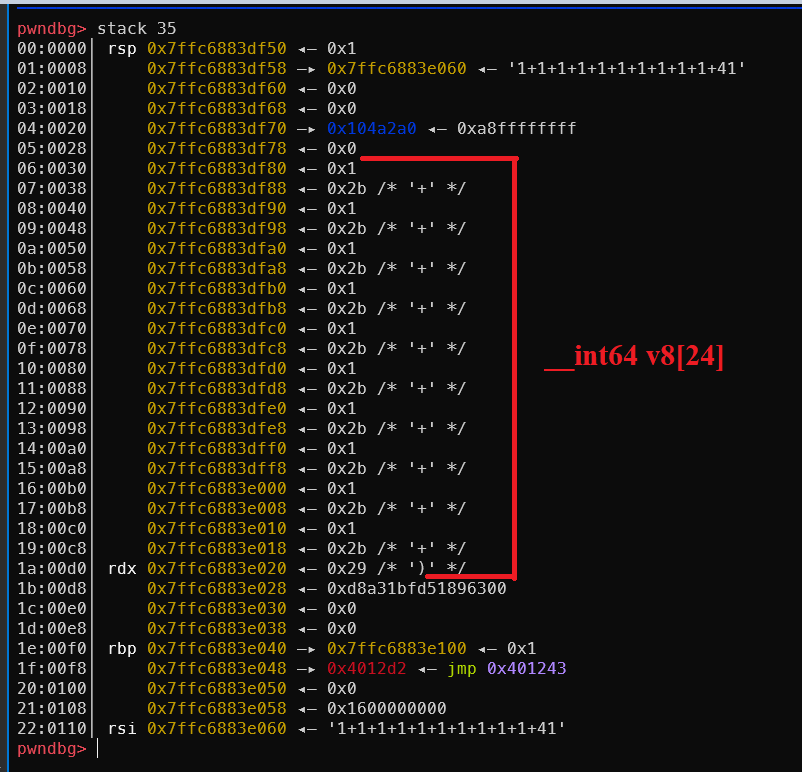 pwndbg> stack 35
00:0000│ rsp 0x7ffc6883df50 ◂— 0x1
01:0008│     0x7ffc6883df58 —▸ 0x7ffc6883e060 ◂— '1+1+1+1+1+1+1+1+1+1+41'
02:0010│     0x7ffc6883df60 ◂— 0x0
03:0018│     0x7ffc6883df68 ◂— 0x0
04:0020│     0x7ffc6883df70 —▸ 0x104a2a0 ◂— 0xa8ffffffff
05:0028│     0x7ffc6883df78 ◂— 0x0
06:0030│     0x7ffc6883df80 ◂— 0x1
07:0038│     0x7ffc6883df88 ◂— 0x2b /* '+' */
08:0040│     0x7ffc6883df90 ◂— 0x1
09:0048│     0x7ffc6883df98 ◂— 0x2b /* '+' */
0a:0050│     0x7ffc6883dfa0 ◂— 0x1
0b:0058│     0x7ffc6883dfa8 ◂— 0x2b /* '+' */
0c:0060│     0x7ffc6883dfb0 ◂— 0x1
0d:0068│     0x7ffc6883dfb8 ◂— 0x2b /* '+' */
0e:0070│     0x7ffc6883dfc0 ◂— 0x1
0f:0078│     0x7ffc6883dfc8 ◂— 0x2b /* '+' */
__int64 v8[24]
10:0080│     0x7ffc6883dfd0 ◂— 0x1
11:0088│     0x7ffc6883dfd8 ◂— 0x2b /* '+' */
12:0090│     0x7ffc6883dfe0 ◂— 0x1
13:0098│     0x7ffc6883dfe8 ◂— 0x2b /* '+' */
14:00a0│     0x7ffc6883dff0 ◂— 0x1
15:00a8│     0x7ffc6883dff8 ◂— 0x2b /* '+' */
16:00b0│     0x7ffc6883e000 ◂— 0x1
17:00b8│     0x7ffc6883e008 ◂— 0x2b /* '+' */
18:00c0│     0x7ffc6883e010 ◂— 0x1
19:00c8│     0x7ffc6883e018 ◂— 0x2b /* '+' */
1a:00d0│ rdx 0x7ffc6883e020 ◂— 0x29 /* ')' */
1b:00d8│     0x7ffc6883e028 ◂— 0xd8a31bfd51896300
1c:00e0│     0x7ffc6883e030 ◂— 0x0
1d:00e8│     0x7ffc6883e038 ◂— 0x0
1e:00f0│ rbp 0x7ffc6883e040 —▸ 0x7ffc6883e100 ◂— 0x1
1f:00f8│     0x7ffc6883e048 —▸ 0x4012d2 ◂— jmp 0x401243
20:0100│     0x7ffc6883e050 ◂— 0x0
21:0108│     0x7ffc6883e058 ◂— 0x1600000000
22:0110│ rsi 0x7ffc6883e060 ◂— '1+1+1+1+1+1+1+1+1+1+41'
pwndbg>